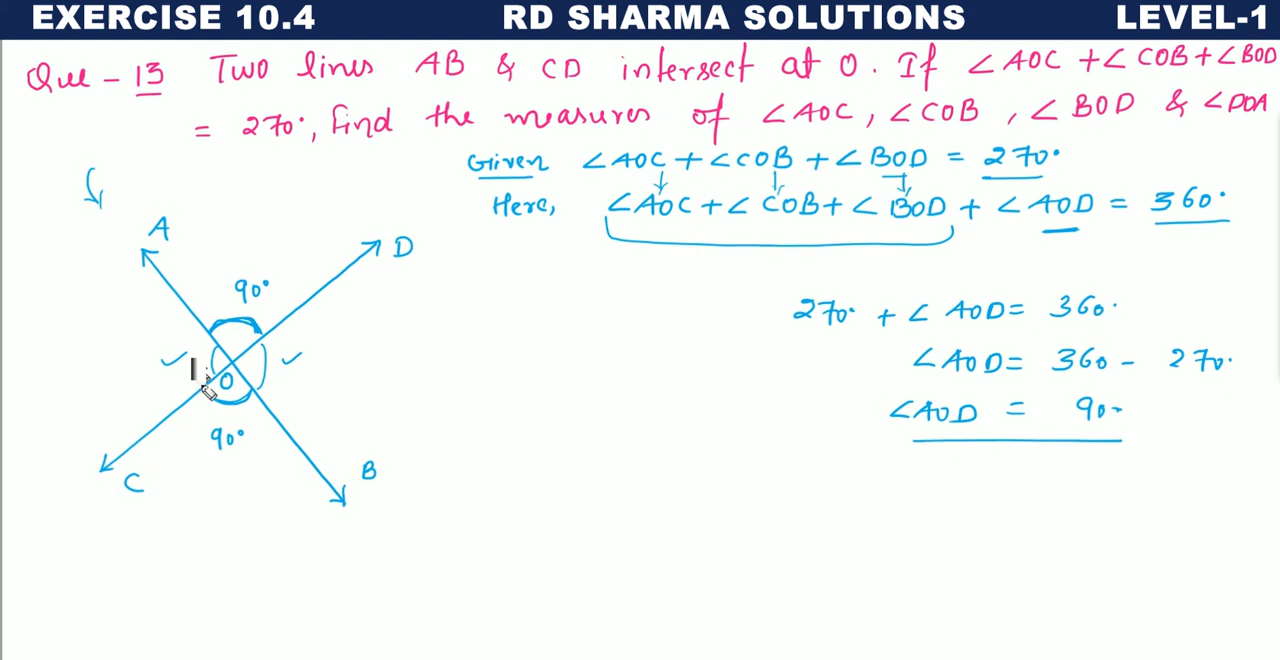 EXERCISE 10.4 RD SHARMA SOLUTIONS LEVEL-1
Que - 13 Two lines AB & CD intersect at O. If ∠AOC + ∠COB + ∠BOD
= 270°, find the measures of ∠AOC, ∠COB, ∠BOD & ∠DOA
Given ∠AOC + ∠COB + ∠BOD = 270°
Here, ∠AOC + ∠COB + ∠BOD + ∠AOD = 360°
A
D
90°
270° + ∠AOD = 360°
∠AOD = 360 - 270°
O
∠AOD = 90°
90°
C
B